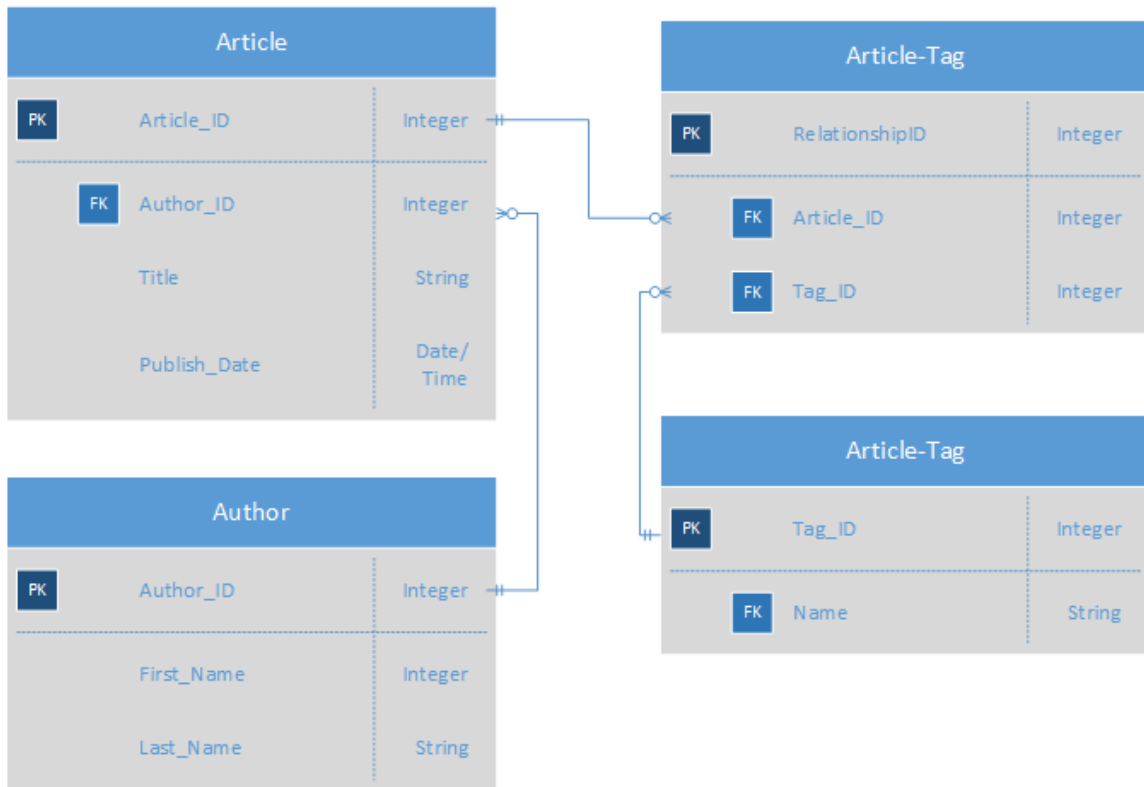 Article
PK Article_ID Integer
FK Author_ID Integer
Title String
Publish_Date Date/
Time
Author
PK Author_ID Integer
First_Name Integer
Last_Name String
Article-Tag
PK RelationshipID Integer
FK Article_ID Integer
FK Tag_ID Integer
Article-Tag
PK Tag_ID Integer
FK Name String